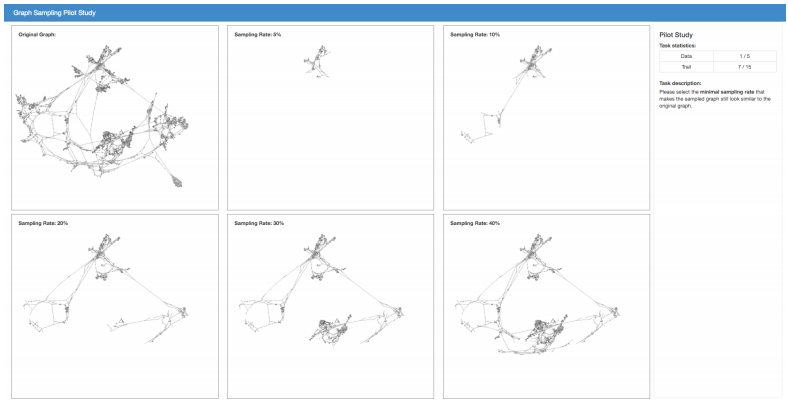 Graph Sampling Pilot Study
Original Graph:
Sampling Rate: 5%
Sampling Rate: 10%
Pilot Study
Task statistics:
Data 1 / 5
Trail 7 / 15
Task description:
Please select the minimal sampling rate that
makes the sampled graph still look similar to the
original graph.
Sampling Rate: 20%
Sampling Rate: 30%
Sampling Rate: 40%